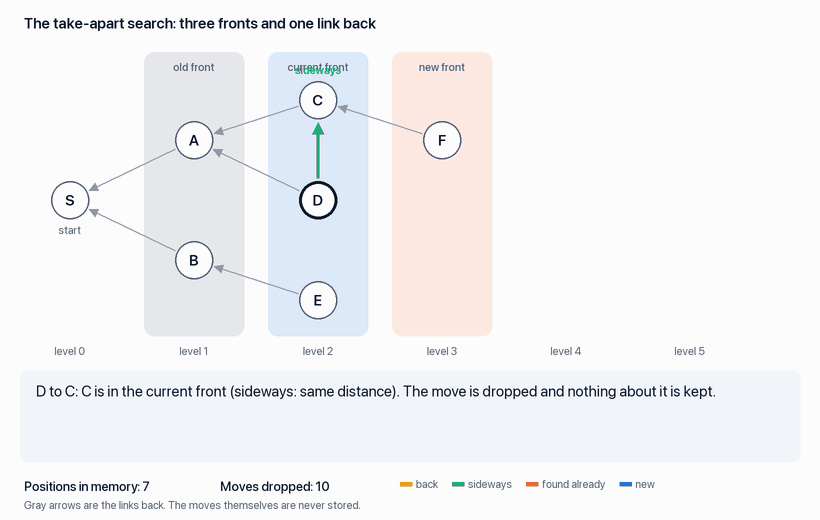 The take-apart search: three fronts and one link back
old front
current front
new front
sideways
C
A
F
S
D
start
B
E
level 0
level 1
level 2
level 3
level 4
level 5
D to C: C is in the current front (sideways: same distance). The move is dropped and nothing about it is kept.
Positions in memory: 7
Moves dropped: 10
back
sideways
found already
new
Gray arrows are the links back. The moves themselves are never stored.